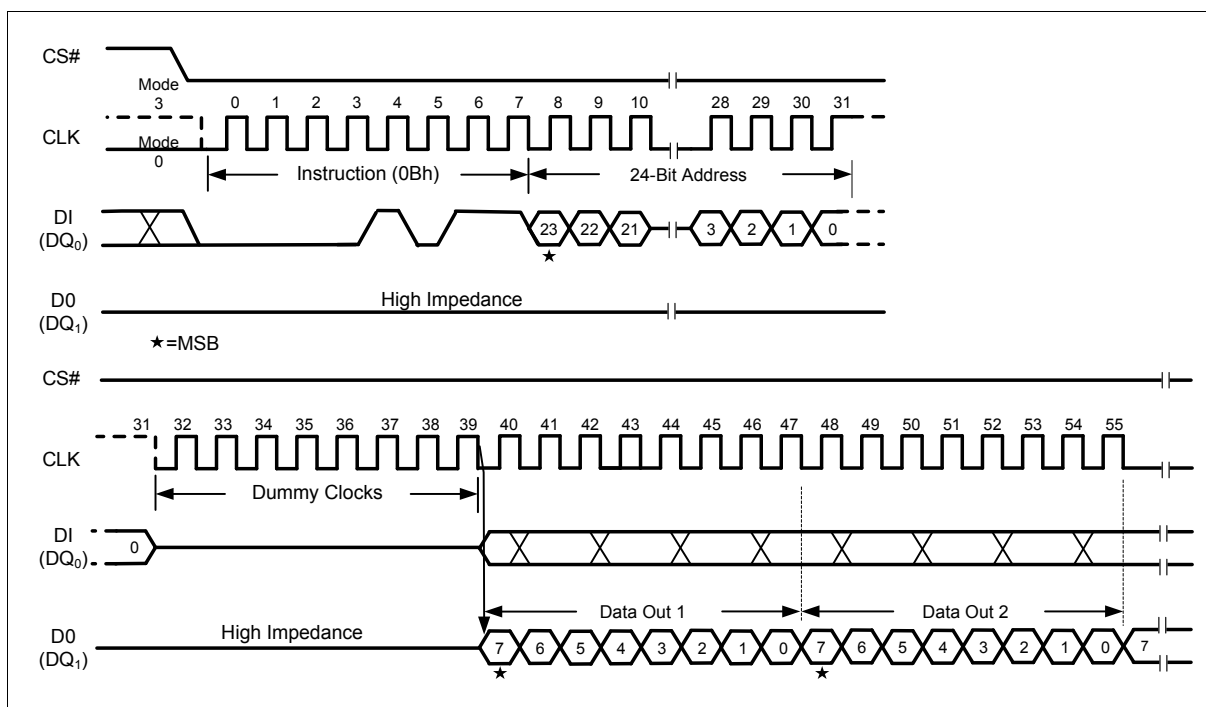 CS#
Mode
3
0 1 2 3 4 5 6 7 8 9 10 28 29 30 31
CLK
Mode
0
Instruction (0Bh) 24-Bit Address
DI
(DQ0)
23 22 21 3 2 1 0
★
D0
(DQ1)
High Impedance
★=MSB
CS#
31 32 33 34 35 36 37 38 39 40 41 42 43 44 45 46 47 48 49 50 51 52 53 54 55
CLK
Dummy Clocks
DI
(DQ0)
0
Data Out 1 Data Out 2
D0
(DQ1)
High Impedance
7 6 5 4 3 2 1 0 7 6 5 4 3 2 1 0 7
★ ★